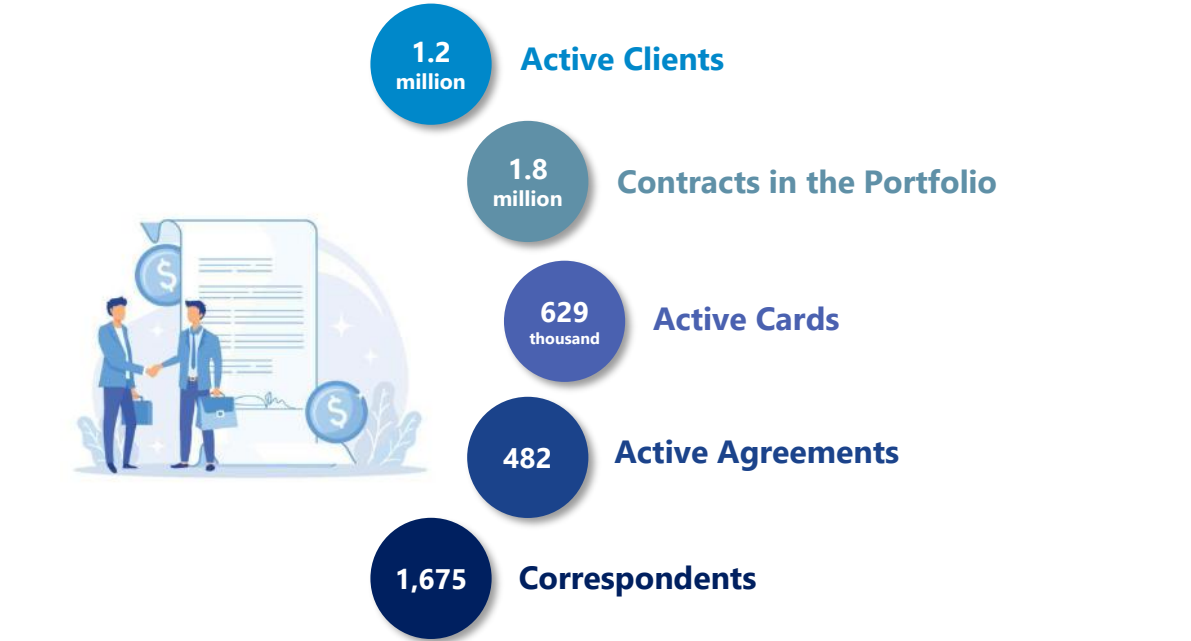 1.2
million
Active Clients
1.8
million
Contracts in the Portfolio
629
thousand
Active Cards
482
Active Agreements
1,675
Correspondents
$
$